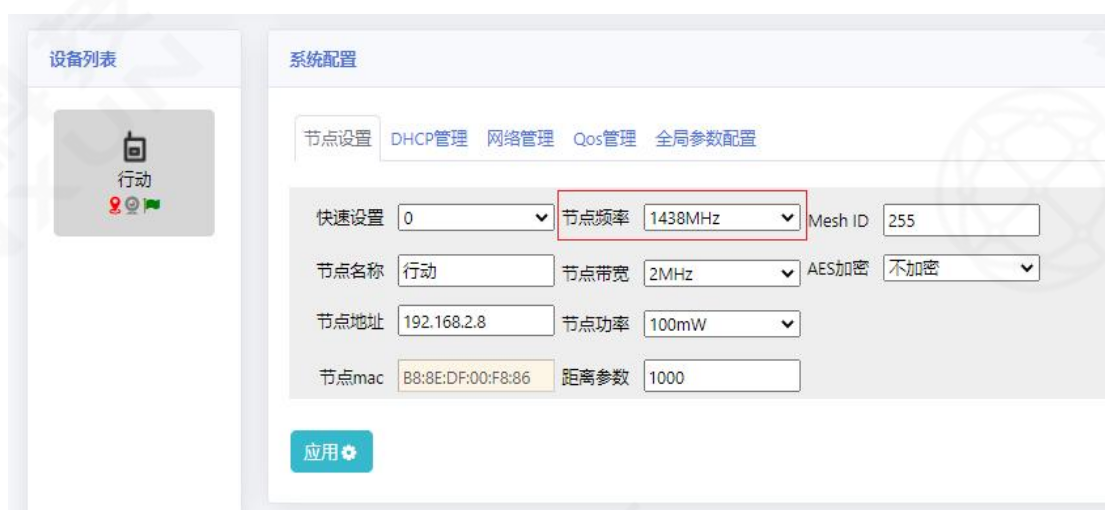 设备列表
系统配置
节点设置 DHCP管理 网络管理 Qos管理 全局参数配置
行动
快速设置 0 节点频率 1438MHz Mesh ID 255
节点名称 行动 节点带宽 2MHz AES加密 不加密
节点地址 192.168.2.8 节点功率 100mW
节点mac B8:8E:DF:00:F8:86 距离参数 1000
应用